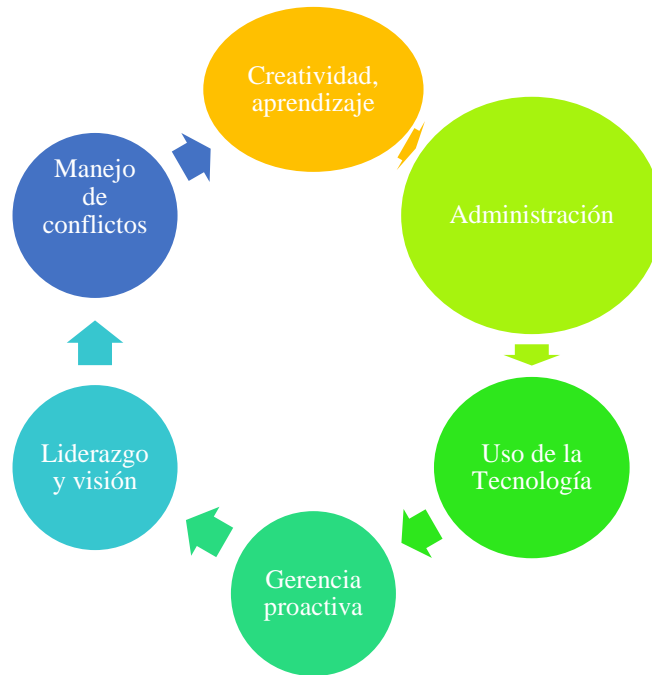 Creatividad,
aprendizaje
Administración
Uso de la
Tecnología
Gerencia
proactiva
Liderazgo
y visión
Manejo
de
conflictos